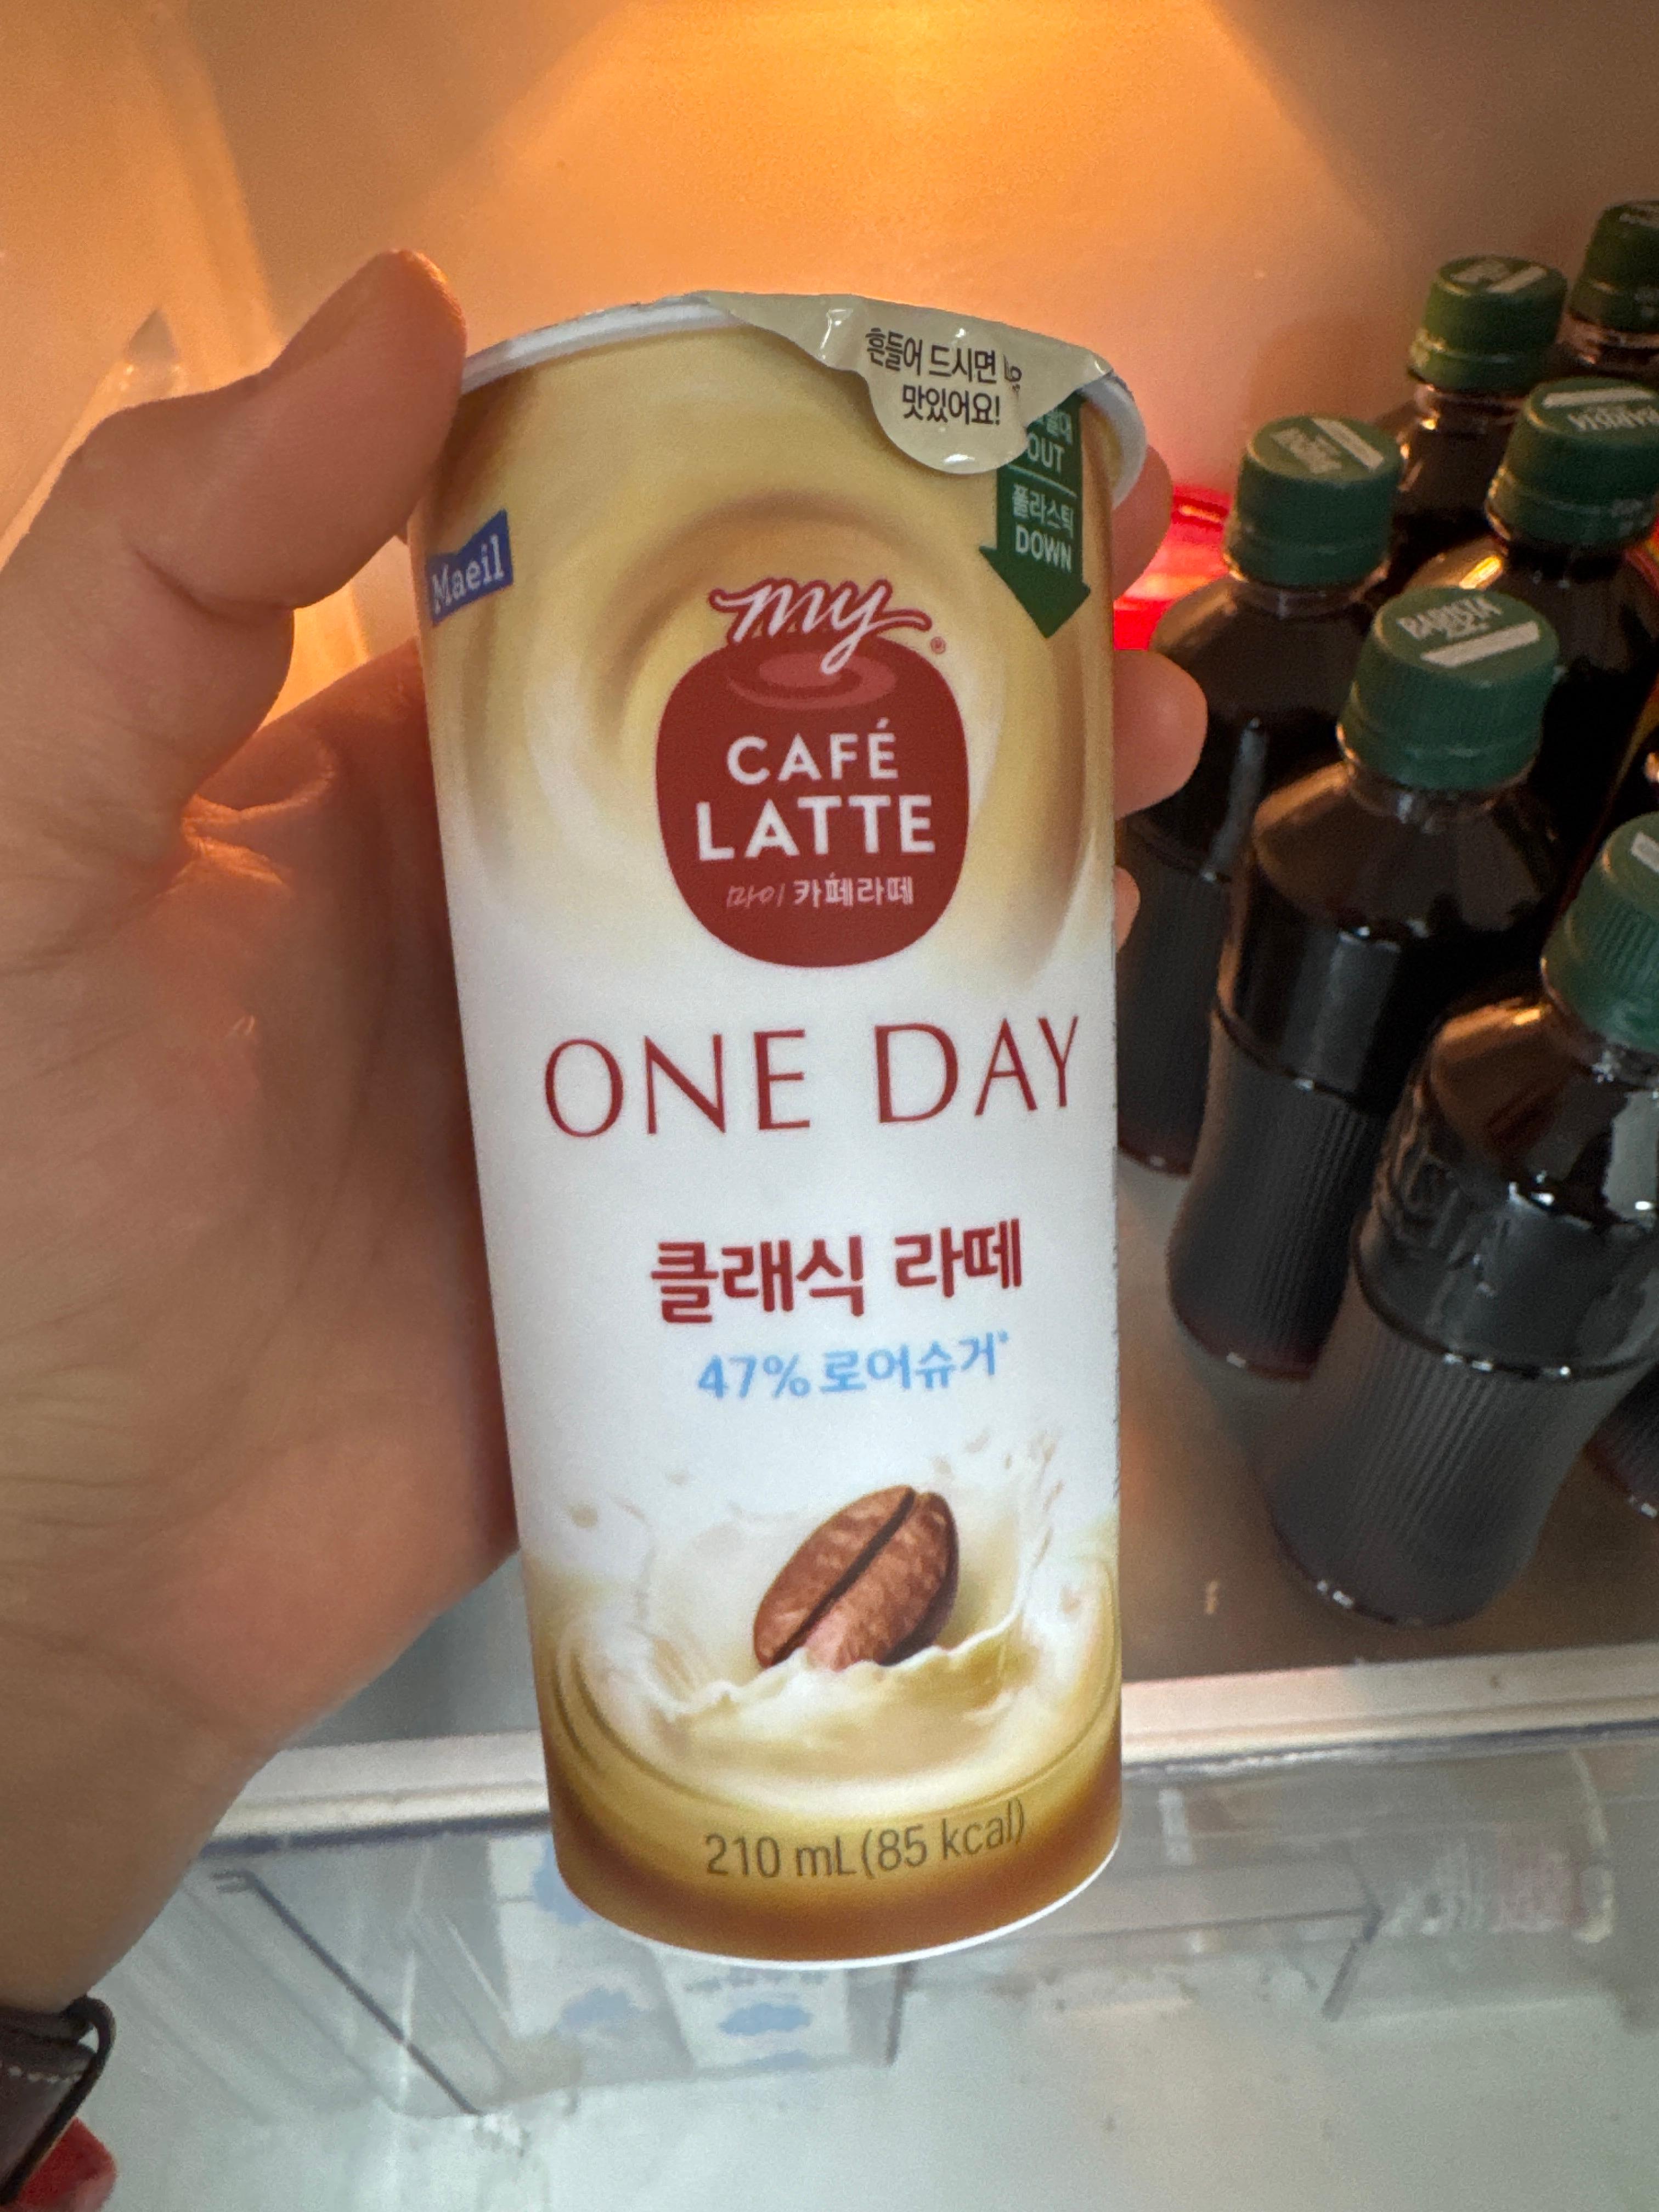 흔들어 드시면
맛있어요!
OUT
플라스틱
DOWN
Maeil
my
CAFÉ
LATTE
마이 카페라떼
ONE DAY
클래식 라떼
47% 로어슈거*
210 mL (85 kcal)
BARISTA